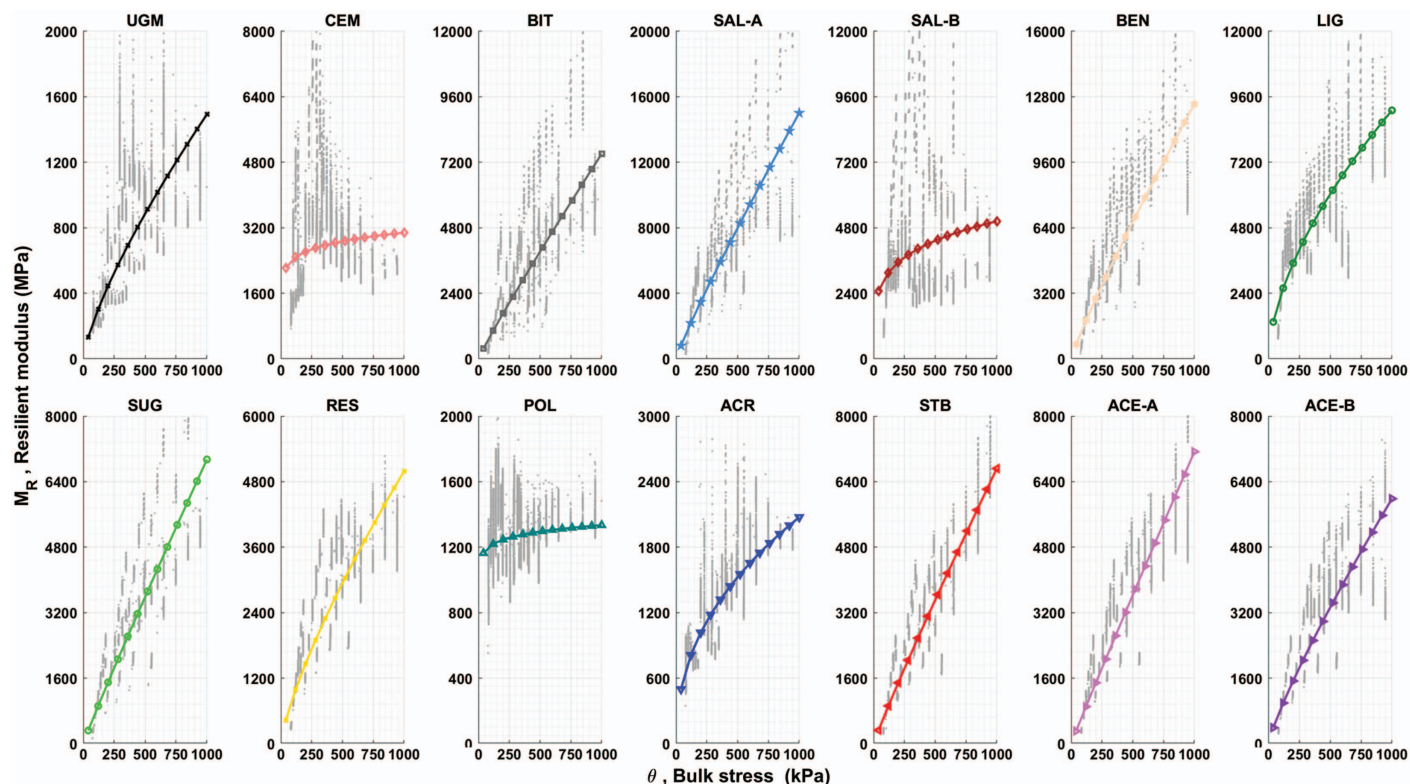 UGM CEM BIT SAL-A SAL-B BEN LIG
2000 8000 12000 20000 12000 16000 12000
1600 6400 9600 16000 9600 12800 9600
1200 4800 7200 12000 7200 9600 7200
800 3200 4800 8000 4800 6400 4800
400 1600 2400 4000 2400 3200 2400
0 0 0 0 0 0 0
0 250 500 750 1000 0 250 500 750 1000 0 250 500 750 1000 0 250 500 750 1000 0 250 500 750 1000 0 250 500 750 1000 0 250 500 750 1000
M_R , Resilient modulus (MPa)
SUG RES POL ACR STB ACE-A ACE-B
8000 6000 2000 3000 8000 8000 8000
6400 4800 1600 2400 6400 6400 6400
4800 3600 1200 1800 4800 4800 4800
3200 2400 800 1200 3200 3200 3200
1600 1200 400 600 1600 1600 1600
0 0 0 0 0 0 0
0 250 500 750 1000 0 250 500 750 1000 0 250 500 750 1000 0 250 500 750 1000 0 250 500 750 1000 0 250 500 750 1000 0 250 500 750 1000
θ , Bulk stress (kPa)